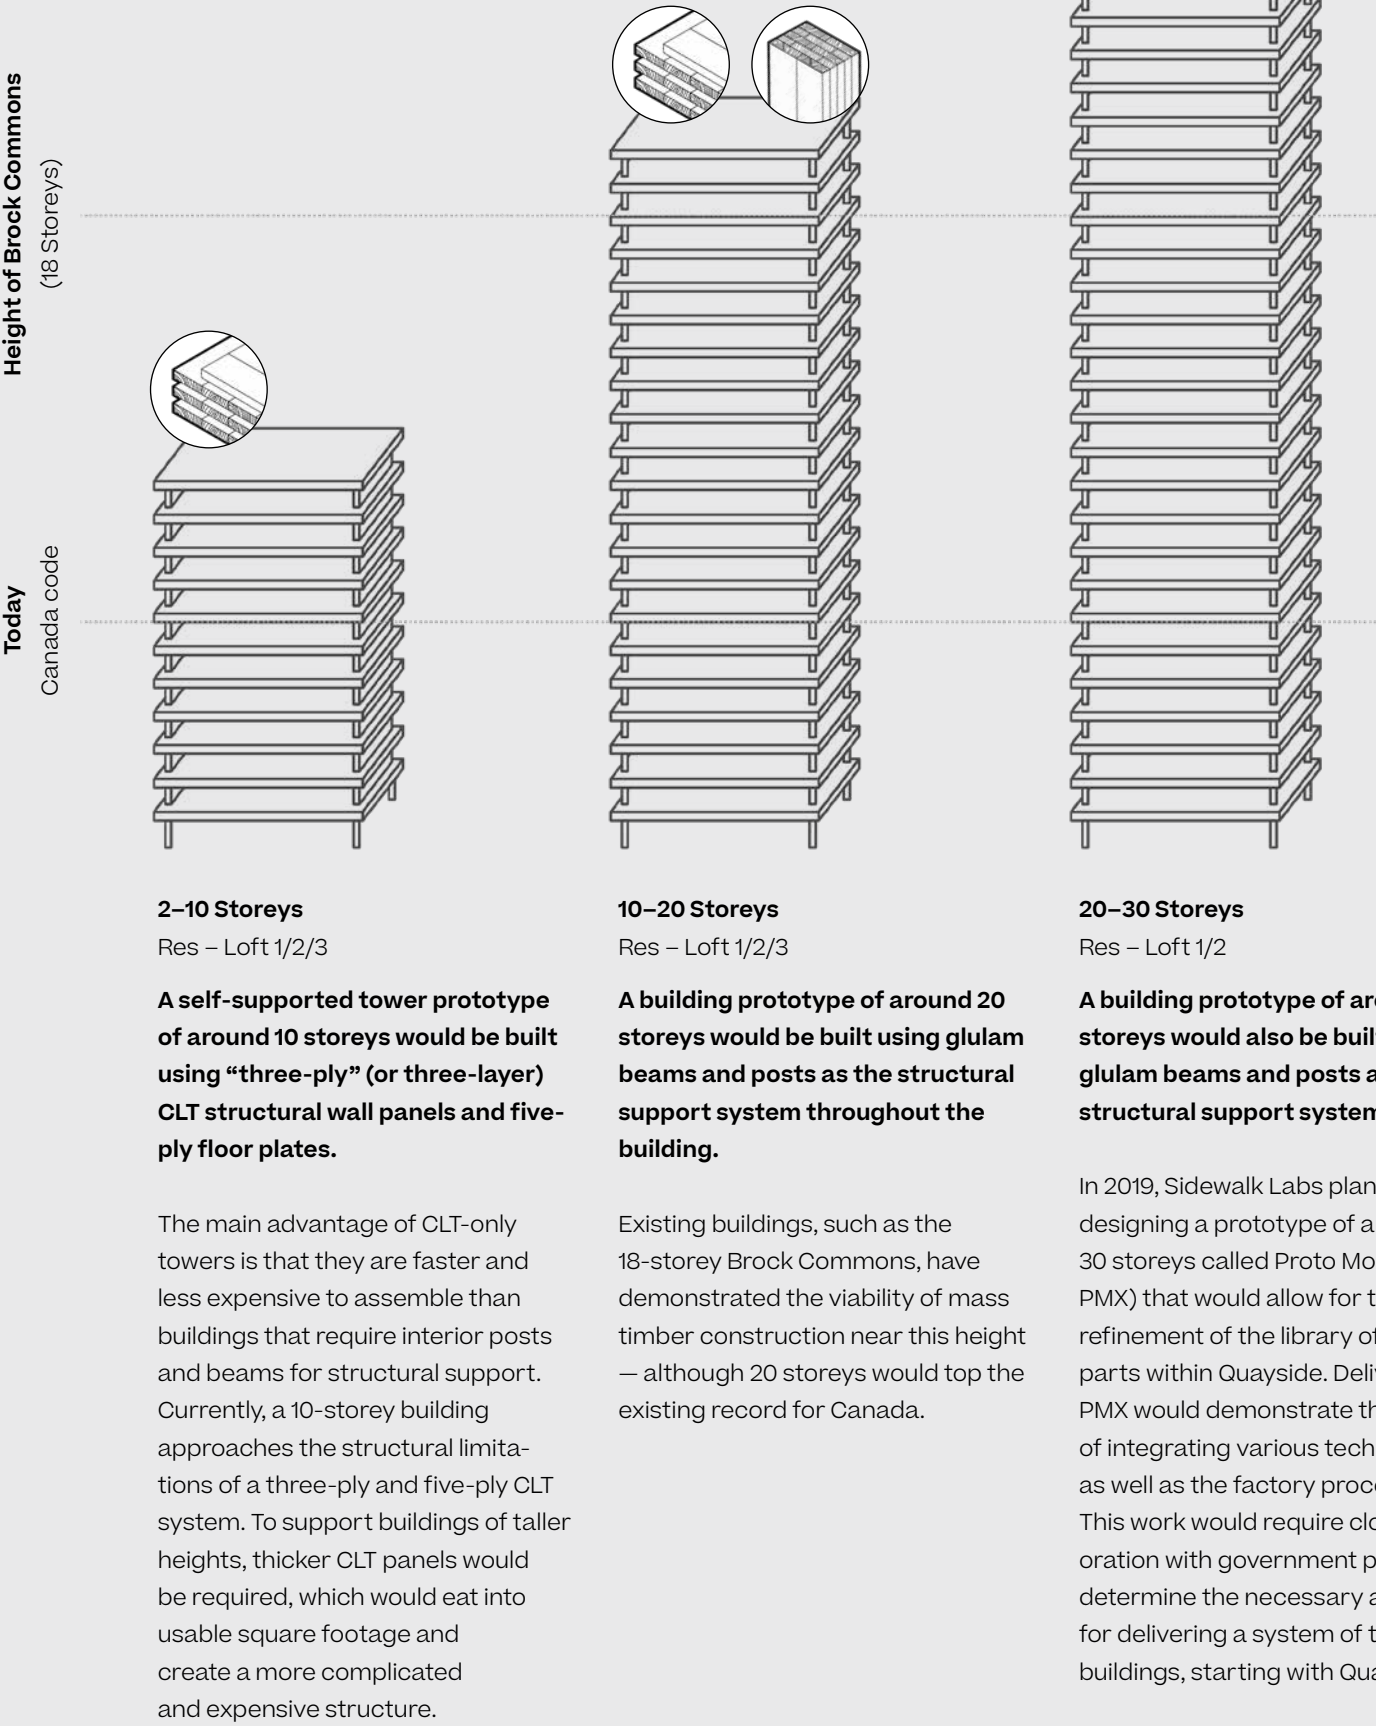 Height of Brock Commons
(18 Storeys)
Today
Canada code
2–10 Storeys
Res – Loft 1/2/3
A self-supported tower prototype
of around 10 storeys would be built
using “three-ply” (or three-layer)
CLT structural wall panels and five-
ply floor plates.
The main advantage of CLT-only
towers is that they are faster and
less expensive to assemble than
buildings that require interior posts
and beams for structural support.
Currently, a 10-storey building
approaches the structural limita-
tions of a three-ply and five-ply CLT
system. To support buildings of taller
heights, thicker CLT panels would
be required, which would eat into
usable square footage and
create a more complicated
and expensive structure.
10–20 Storeys
Res – Loft 1/2/3
A building prototype of around 20
storeys would be built using glulam
beams and posts as the structural
support system throughout the
building.
Existing buildings, such as the
18-storey Brock Commons, have
demonstrated the viability of mass
timber construction near this height
— although 20 storeys would top the
existing record for Canada.
20–30 Storeys
Res – Loft 1/2
A building prototype of
storeys would also be
glulam beams and posts
structural support system
In 2019, Sidewalk Labs
designing a prototype of a
30 storeys called Proto
PMX) that would allow for
refinement of the library of
parts within Quayside.
PMX would demonstrate
of integrating various
as well as the factory
This work would require
oration with government
determine the necessary
for delivering a system of
buildings, starting with